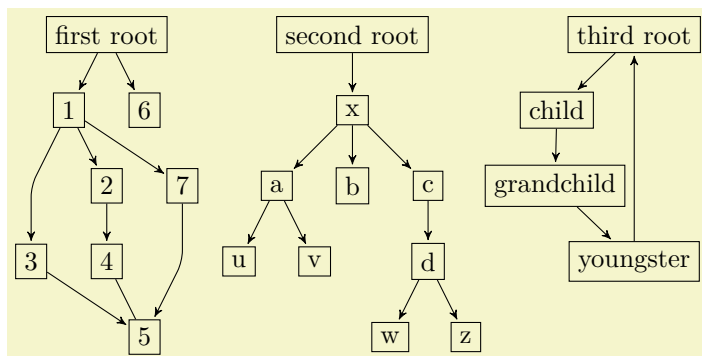 first root second root third root
1 6 x child
2 7 a b c grandchild
3 4 u v d youngster
5 w z